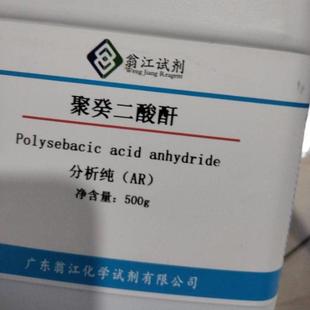 翁江试剂
Weng Jiang Reagent
聚癸二酸酐
Polysebacic acid anhydride
分析纯（AR）
净含量：500g
广东翁江化学试剂有限公司